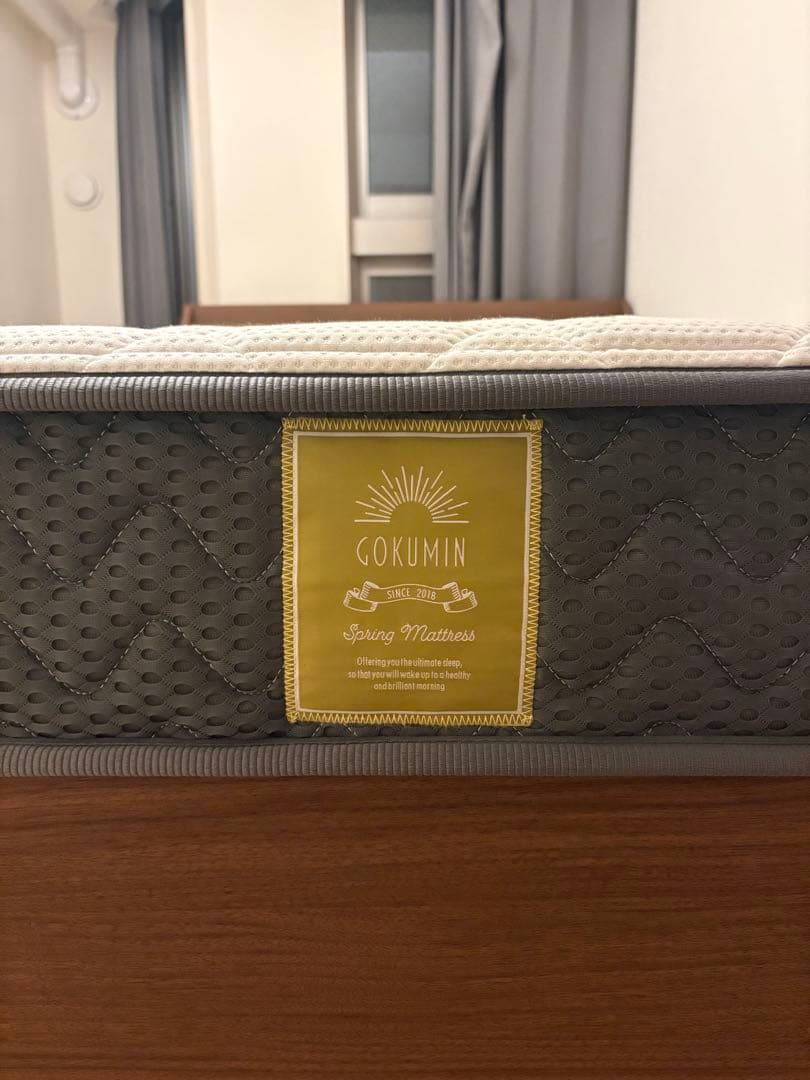 GOKUMIN
SINCE 2018
Spring Mattress
Offering you the ultimate sleep,
so that you will wake up to a healthy
and brilliant morning